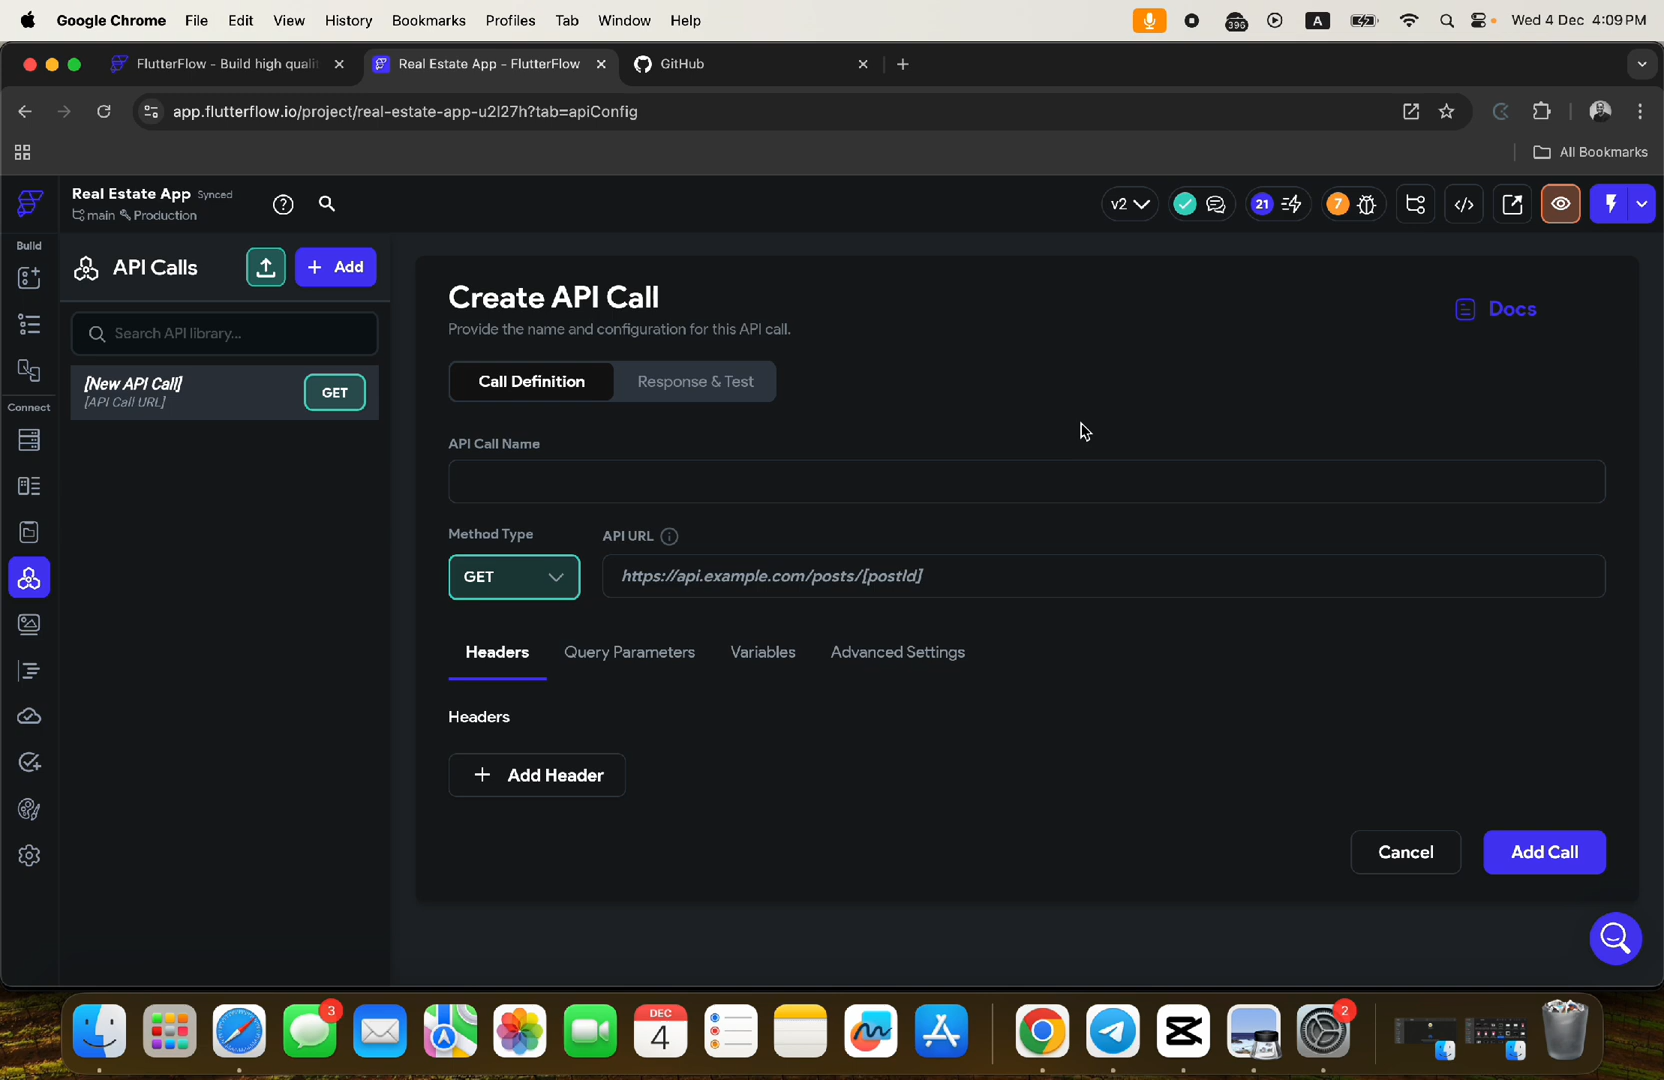 Google Chrome File Edit View History Bookmarks Profiles Tab Window Help
396 A Wed 4 Dec 4:09 PM
FlutterFlow - Build high quali
Real Estate App - FlutterFlow
GitHub
app.flutterflow.io/project/real-estate-app-u2l27h?tab=apiConfig
All Bookmarks
Real Estate App Synced
main Production
v2
21
7
Build
API Calls
+ Add
Search API library...
[New API Call]
[API Call URL]
GET
Connect
Create API Call
Provide the name and configuration for this API call.
Docs
Call Definition
Response & Test
API Call Name
Method Type
API URL
GET
https://api.example.com/posts/[postId]
Headers
Query Parameters
Variables
Advanced Settings
Headers
+ Add Header
Cancel
Add Call
3
DEC
4
2